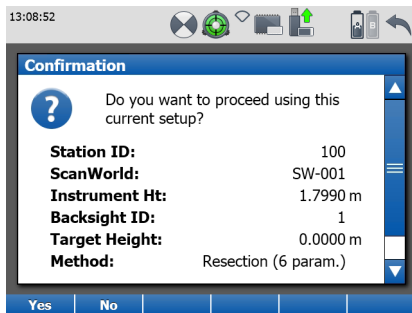 13:08:52
Confirmation
Do you want to proceed using this
current setup?
Station ID: 100
ScanWorld: SW-001
Instrument Ht: 1.7990 m
Backsight ID: 1
Target Height: 0.0000 m
Method: Resection (6 param.)
Yes No